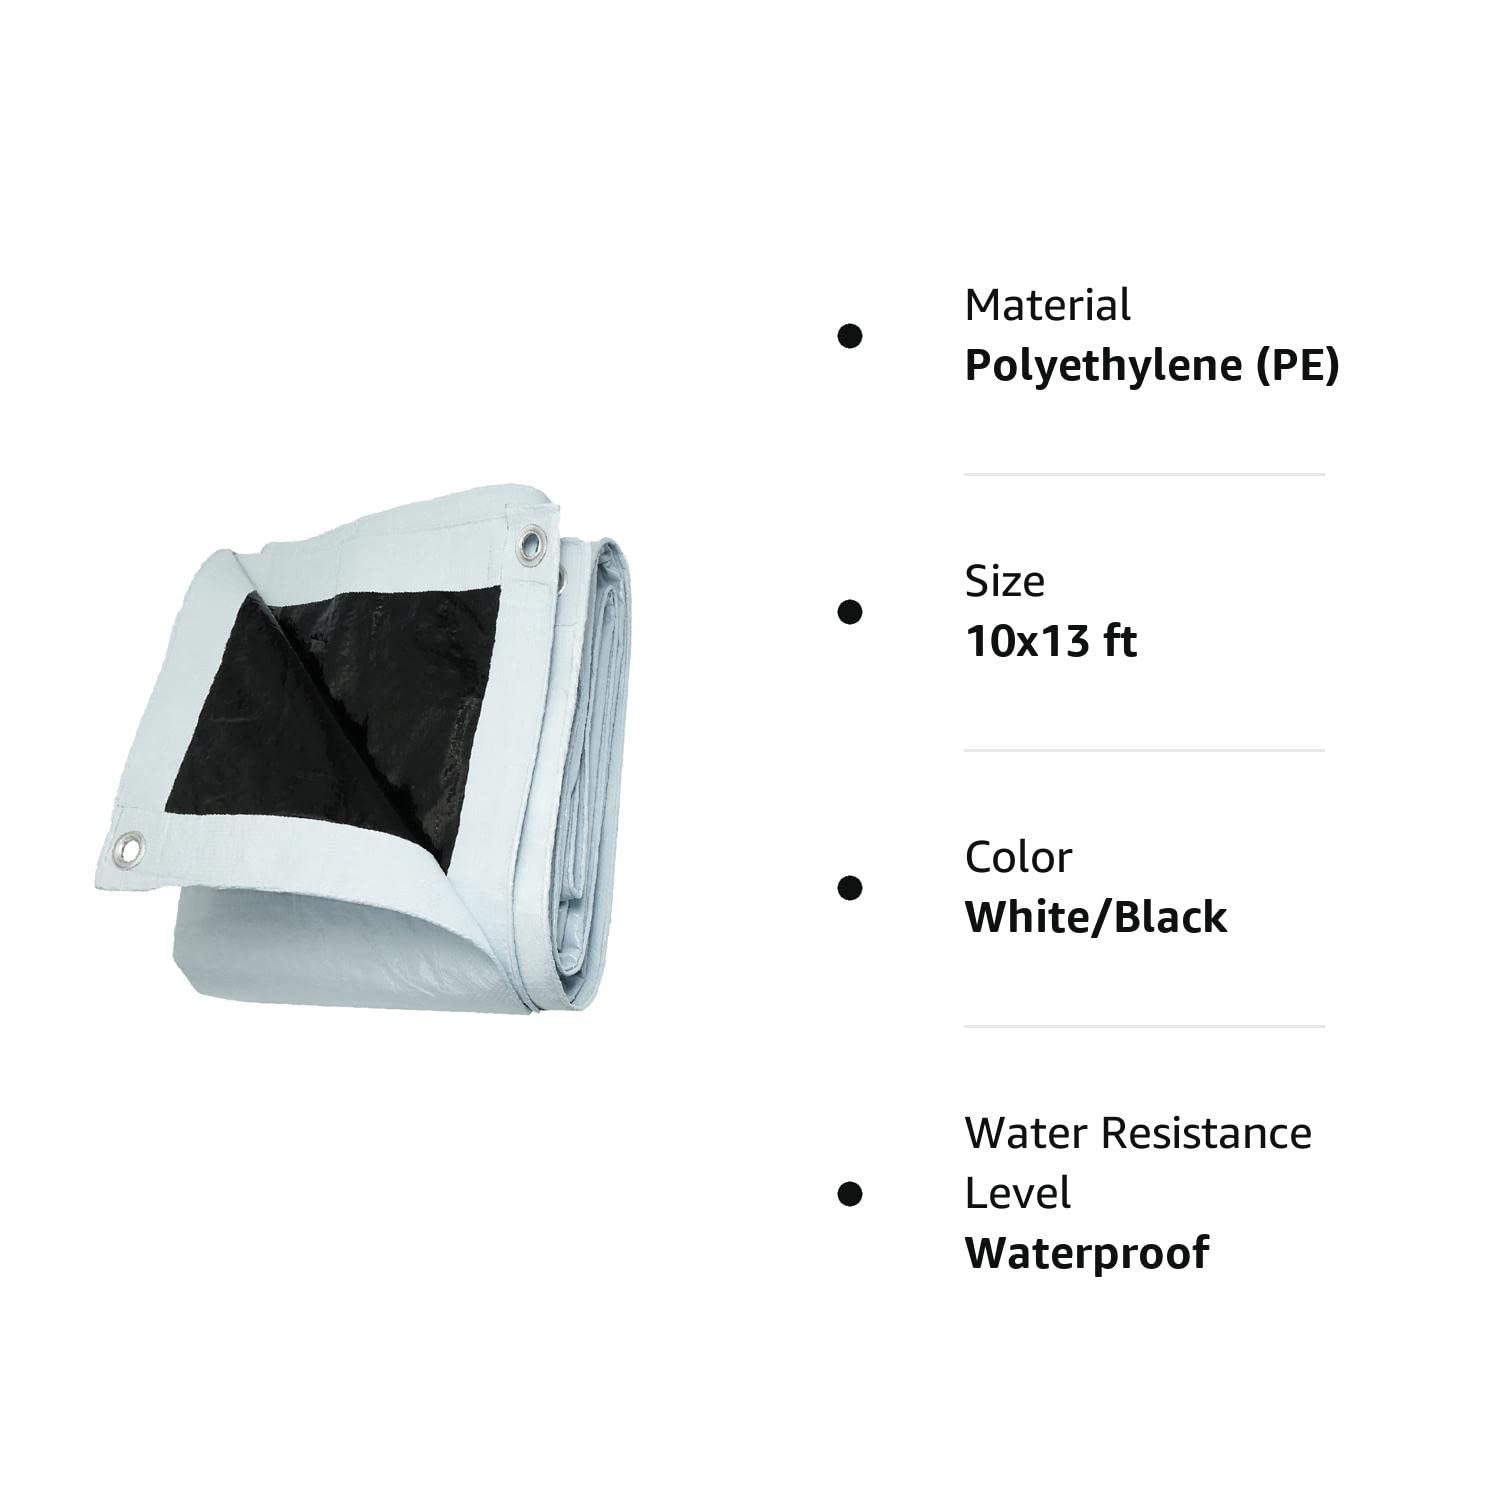 Material
Polyethylene (PE)
Size
10x13 ft
Color
White/Black
Water Resistance
Level
Waterproof